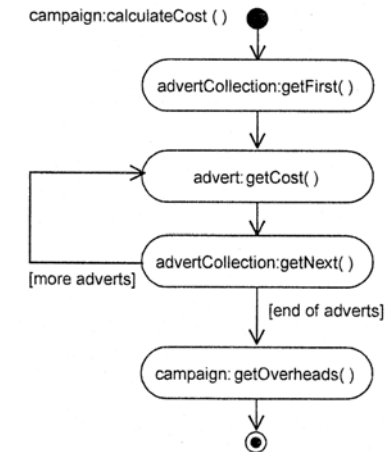 campaign:calculateCost ( )
advertCollection:getFirst( )
advert: getCost( )
advertCollection:getNext( )
[more adverts]
[end of adverts]
campaign: getOverheads( )